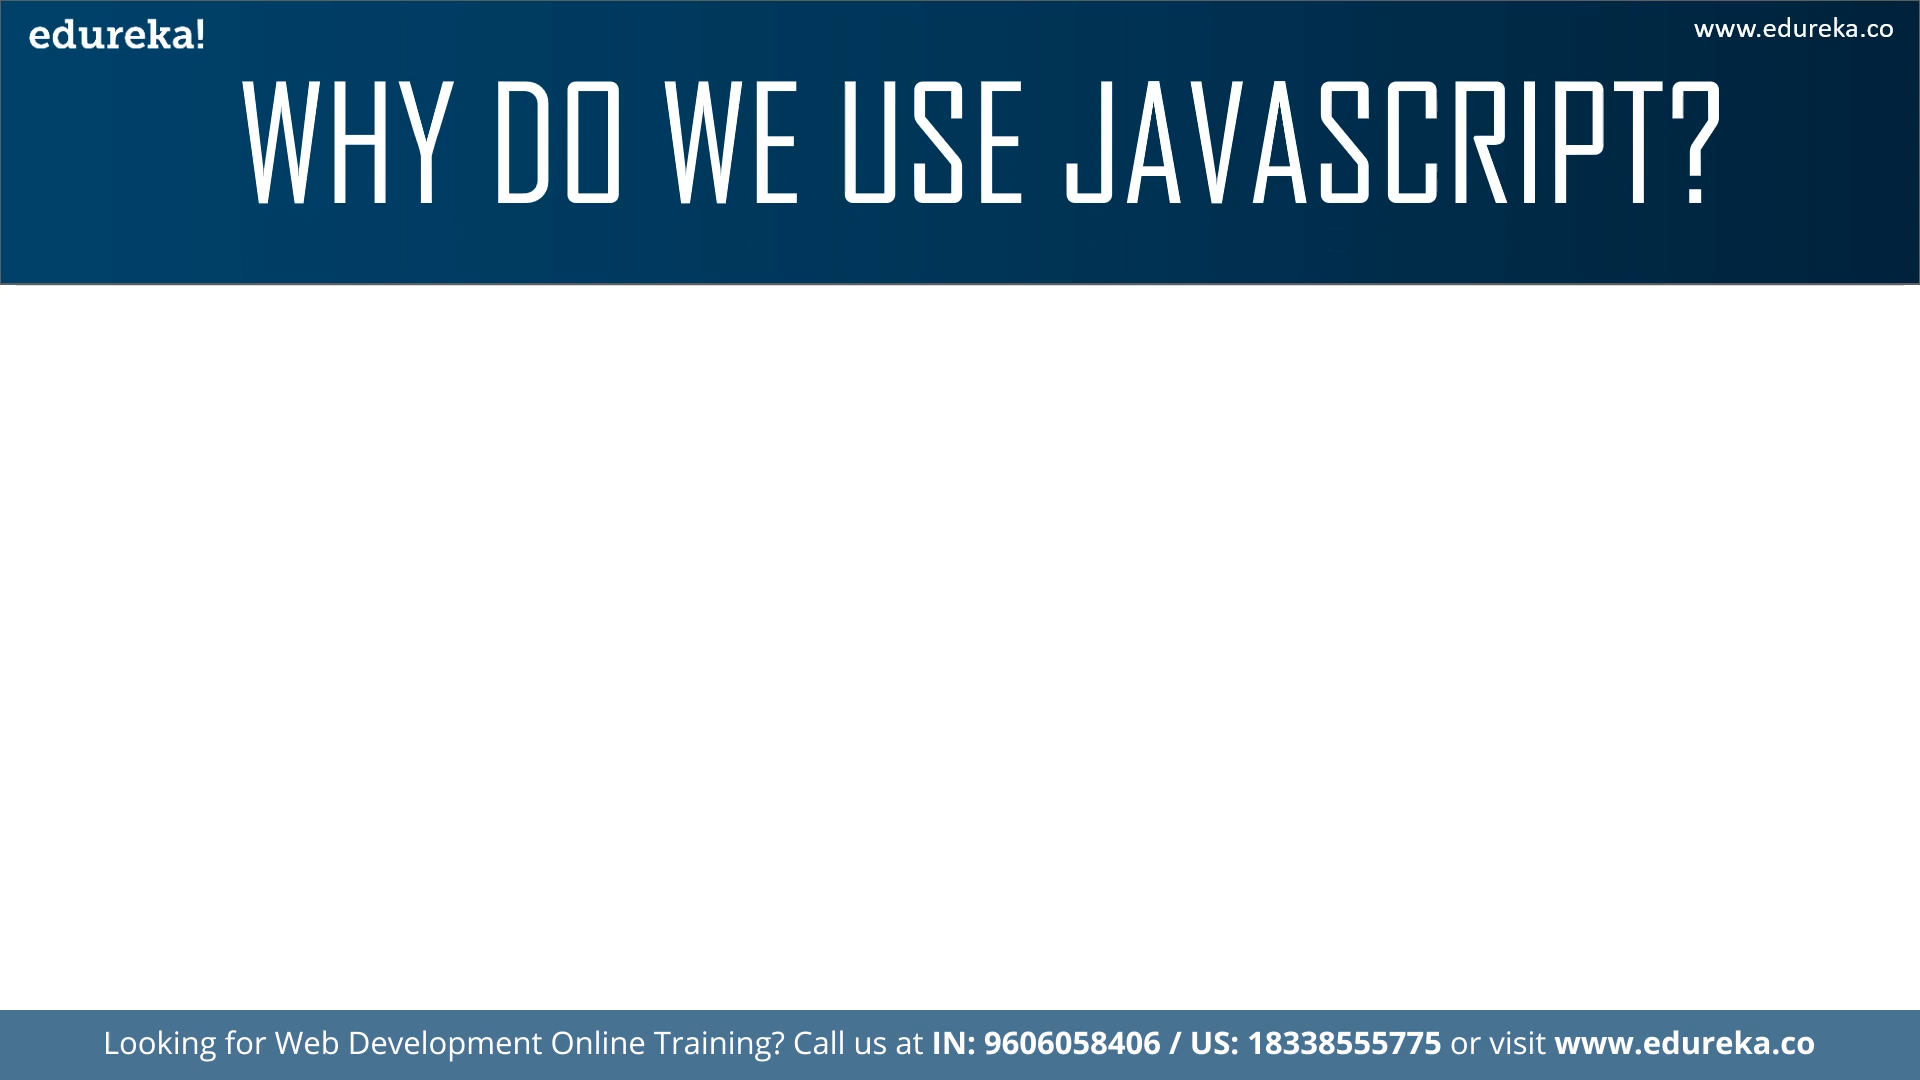 edureka!
www.edureka.co
WHY DO WE USE JAVASCRIPT?
Looking for Web Development Online Training? Call us at IN: 9606058406 / US: 18338555775 or visit www.edureka.co